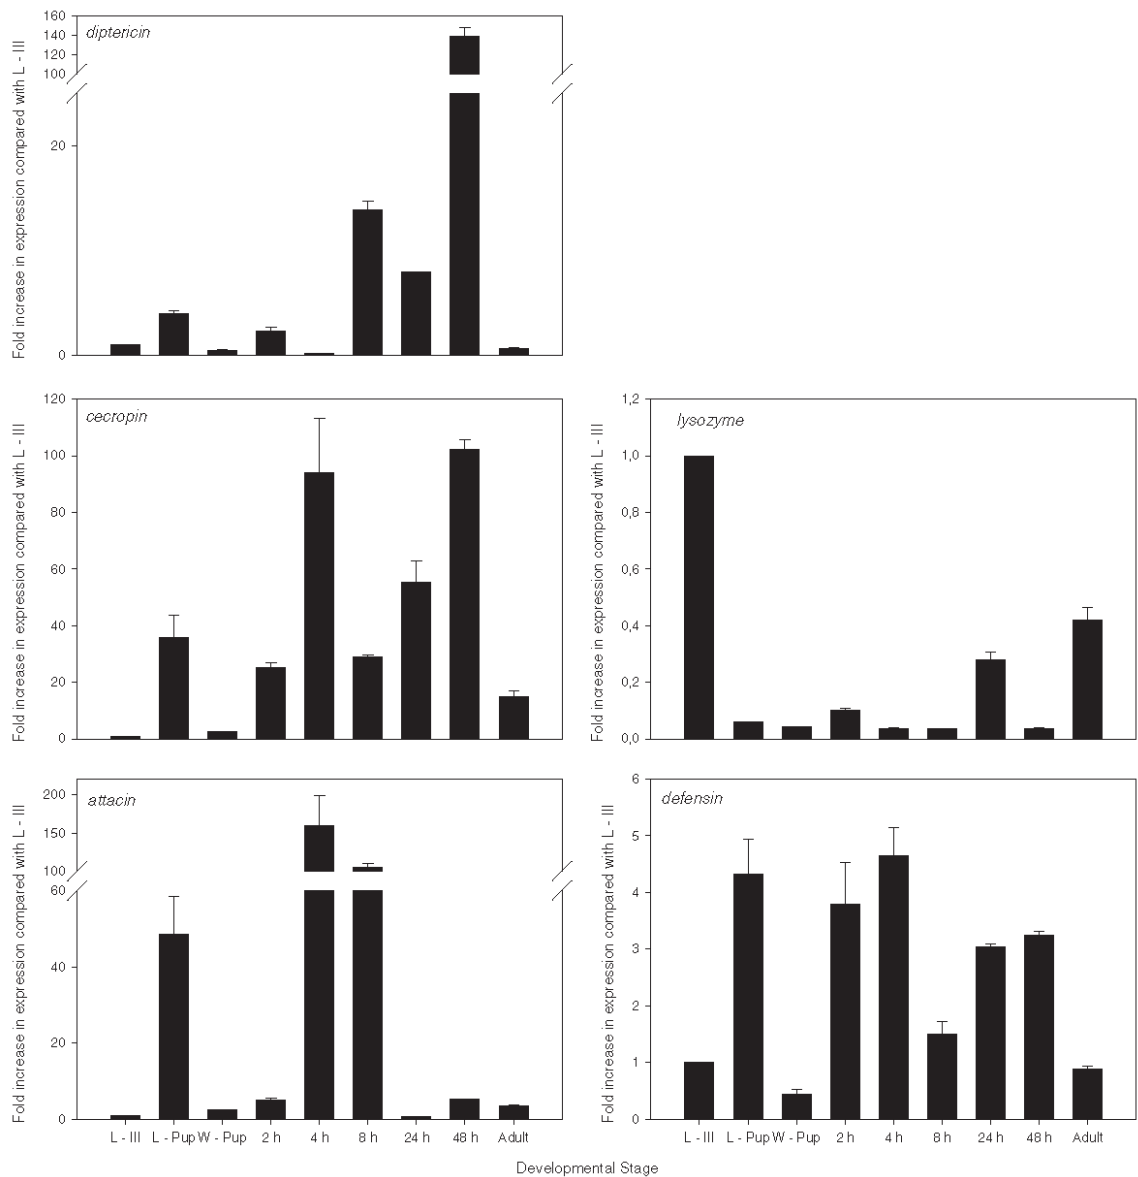 diptericin
Fold increase in expression compared with L - III
160
140
120
100
20
0
cecropin
Fold increase in expression compared with L - III
120
100
80
60
40
20
0
lysozyme
Fold increase in expression compared with L - III
1,2
1,0
0,8
0,6
0,4
0,2
0,0
attacin
Fold increase in expression compared with L - III
200
150
100
60
40
20
0
L - III L - Pup W - Pup 2 h 4 h 8 h 24 h 48 h Adult
defensin
Fold increase in expression compared with L - III
6
5
4
3
2
1
0
L - III L - Pup W - Pup 2 h 4 h 8 h 24 h 48 h Adult
Developmental Stage